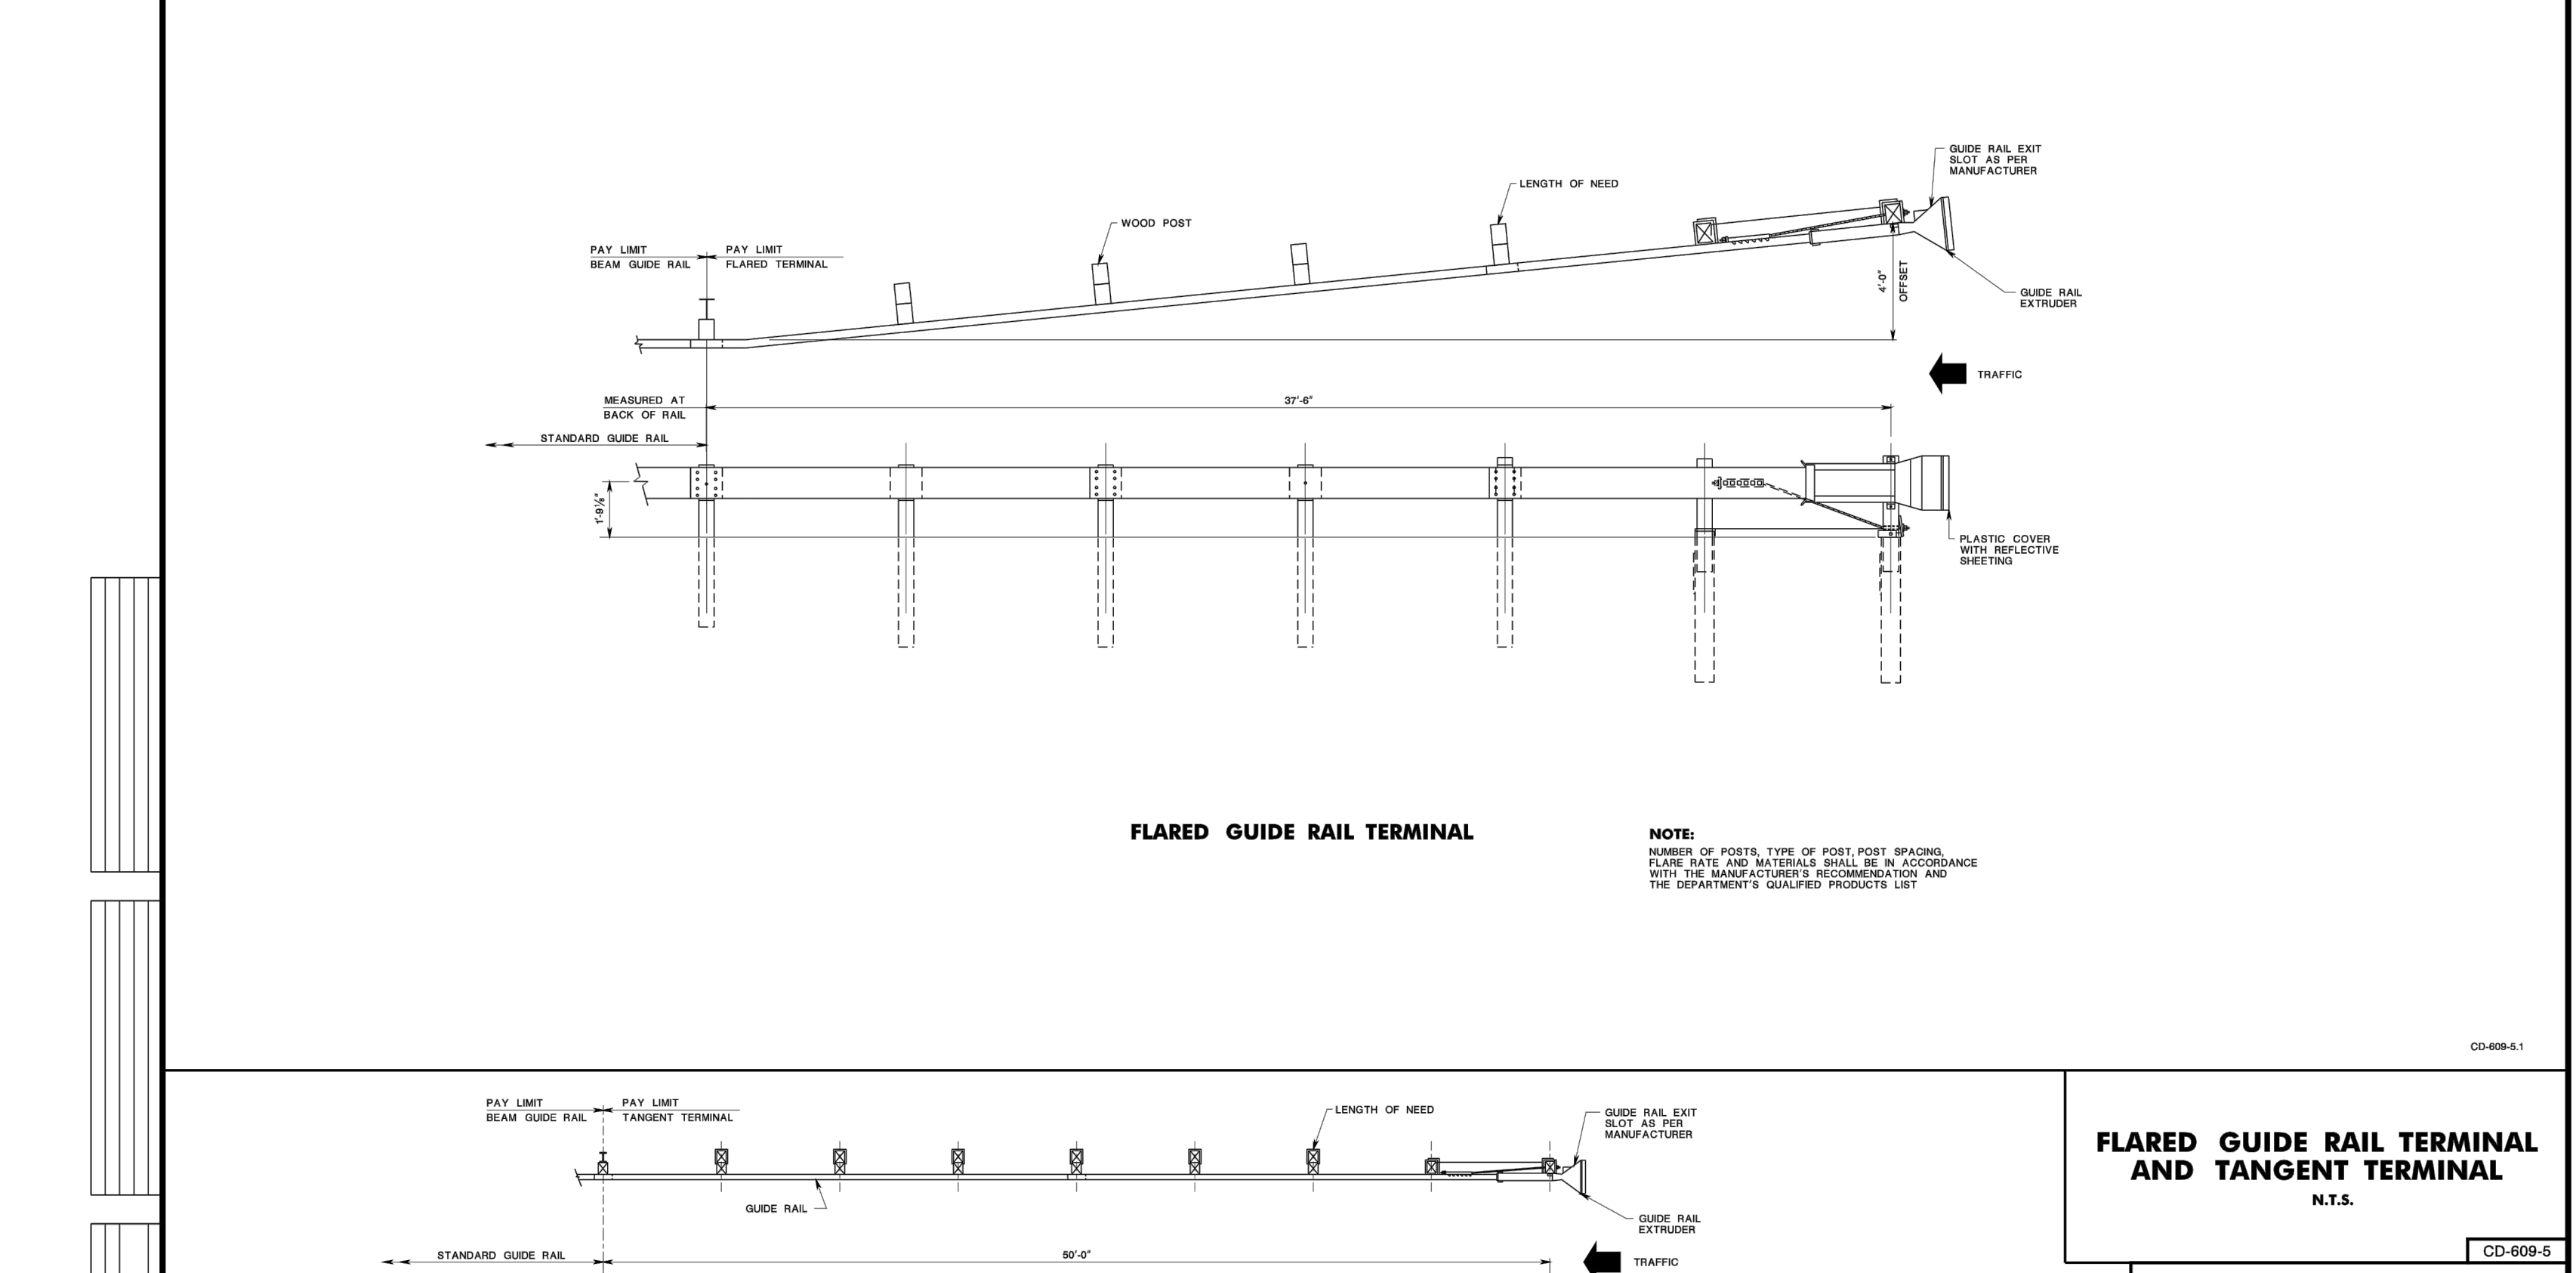 GUIDE RAIL EXIT
SLOT AS PER
MANUFACTURER
LENGTH OF NEED
WOOD POST
PAY LIMIT
BEAM GUIDE RAIL
PAY LIMIT
FLARED TERMINAL
4'-0"
OFFSET
GUIDE RAIL
EXTRUDER
TRAFFIC
MEASURED AT
BACK OF RAIL
37'-6"
STANDARD GUIDE RAIL
1'-9⅛"
PLASTIC COVER
WITH REFLECTIVE
SHEETING
FLARED GUIDE RAIL TERMINAL
NOTE:
NUMBER OF POSTS, TYPE OF POST, POST SPACING,
FLARE RATE AND MATERIALS SHALL BE IN ACCORDANCE
WITH THE MANUFACTURER'S RECOMMENDATION AND
THE DEPARTMENT'S QUALIFIED PRODUCTS LIST
CD-609-5.1
PAY LIMIT
BEAM GUIDE RAIL
PAY LIMIT
TANGENT TERMINAL
LENGTH OF NEED
GUIDE RAIL EXIT
SLOT AS PER
MANUFACTURER
GUIDE RAIL
GUIDE RAIL
EXTRUDER
STANDARD GUIDE RAIL
50'-0"
TRAFFIC
FLARED GUIDE RAIL TERMINAL
AND TANGENT TERMINAL
N.T.S.
CD-609-5